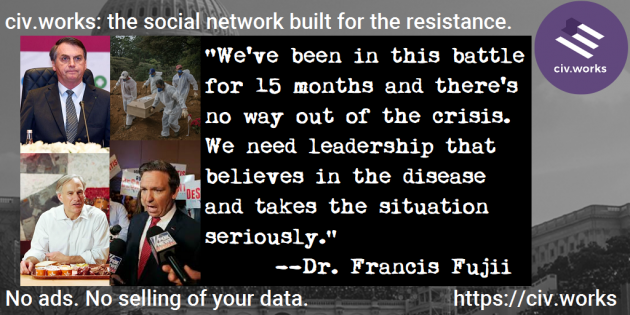 civ.works: the social network built for the resistance.
civ.works
"We've been in this battle
for 15 months and there's
no way out of the crisis.
We need leadership that
believes in the disease
and takes the situation
seriously."
--Dr. Francis Fujii
No ads. No selling of your data.
https://civ.works